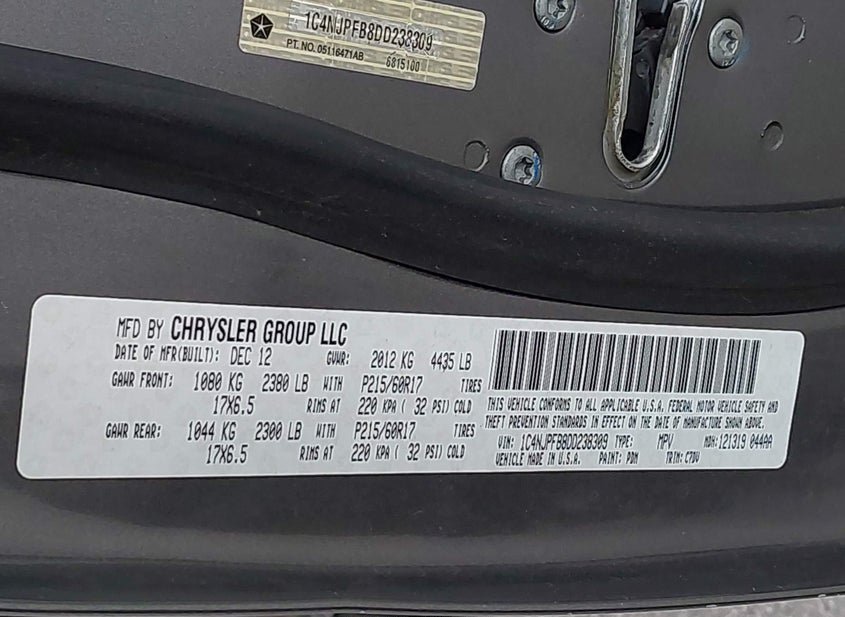 1C4NJPFB8DD238309
PT. NO. 05116471AB 6815100
MFD BY CHRYSLER GROUP LLC
DATE OF MFR(BUILT): DEC 12 GVWR: 2012 KG 4435 LB
GAWR FRONT: 1080 KG 2380 LB WITH P215/60R17 TIRES
17X6.5 RIMS AT 220 KPA ( 32 PSI) COLD
GAWR REAR: 1044 KG 2300 LB WITH P215/60R17 TIRES
17X6.5 RIMS AT 220 KPA ( 32 PSI) COLD
THIS VEHICLE CONFORMS TO ALL APPLICABLE U.S.A. FEDERAL MOTOR VEHICLE SAFETY AND
THEFT PREVENTION STANDARDS IN EFFECT ON THE DATE OF MANUFACTURE SHOWN ABOVE.
VIN: 1C4NJPFB8DD238309 TYPE: MPV MDH: 121319 044AA
VEHICLE MADE IN U.S.A. PAINT: PDM TRIM: C7DV